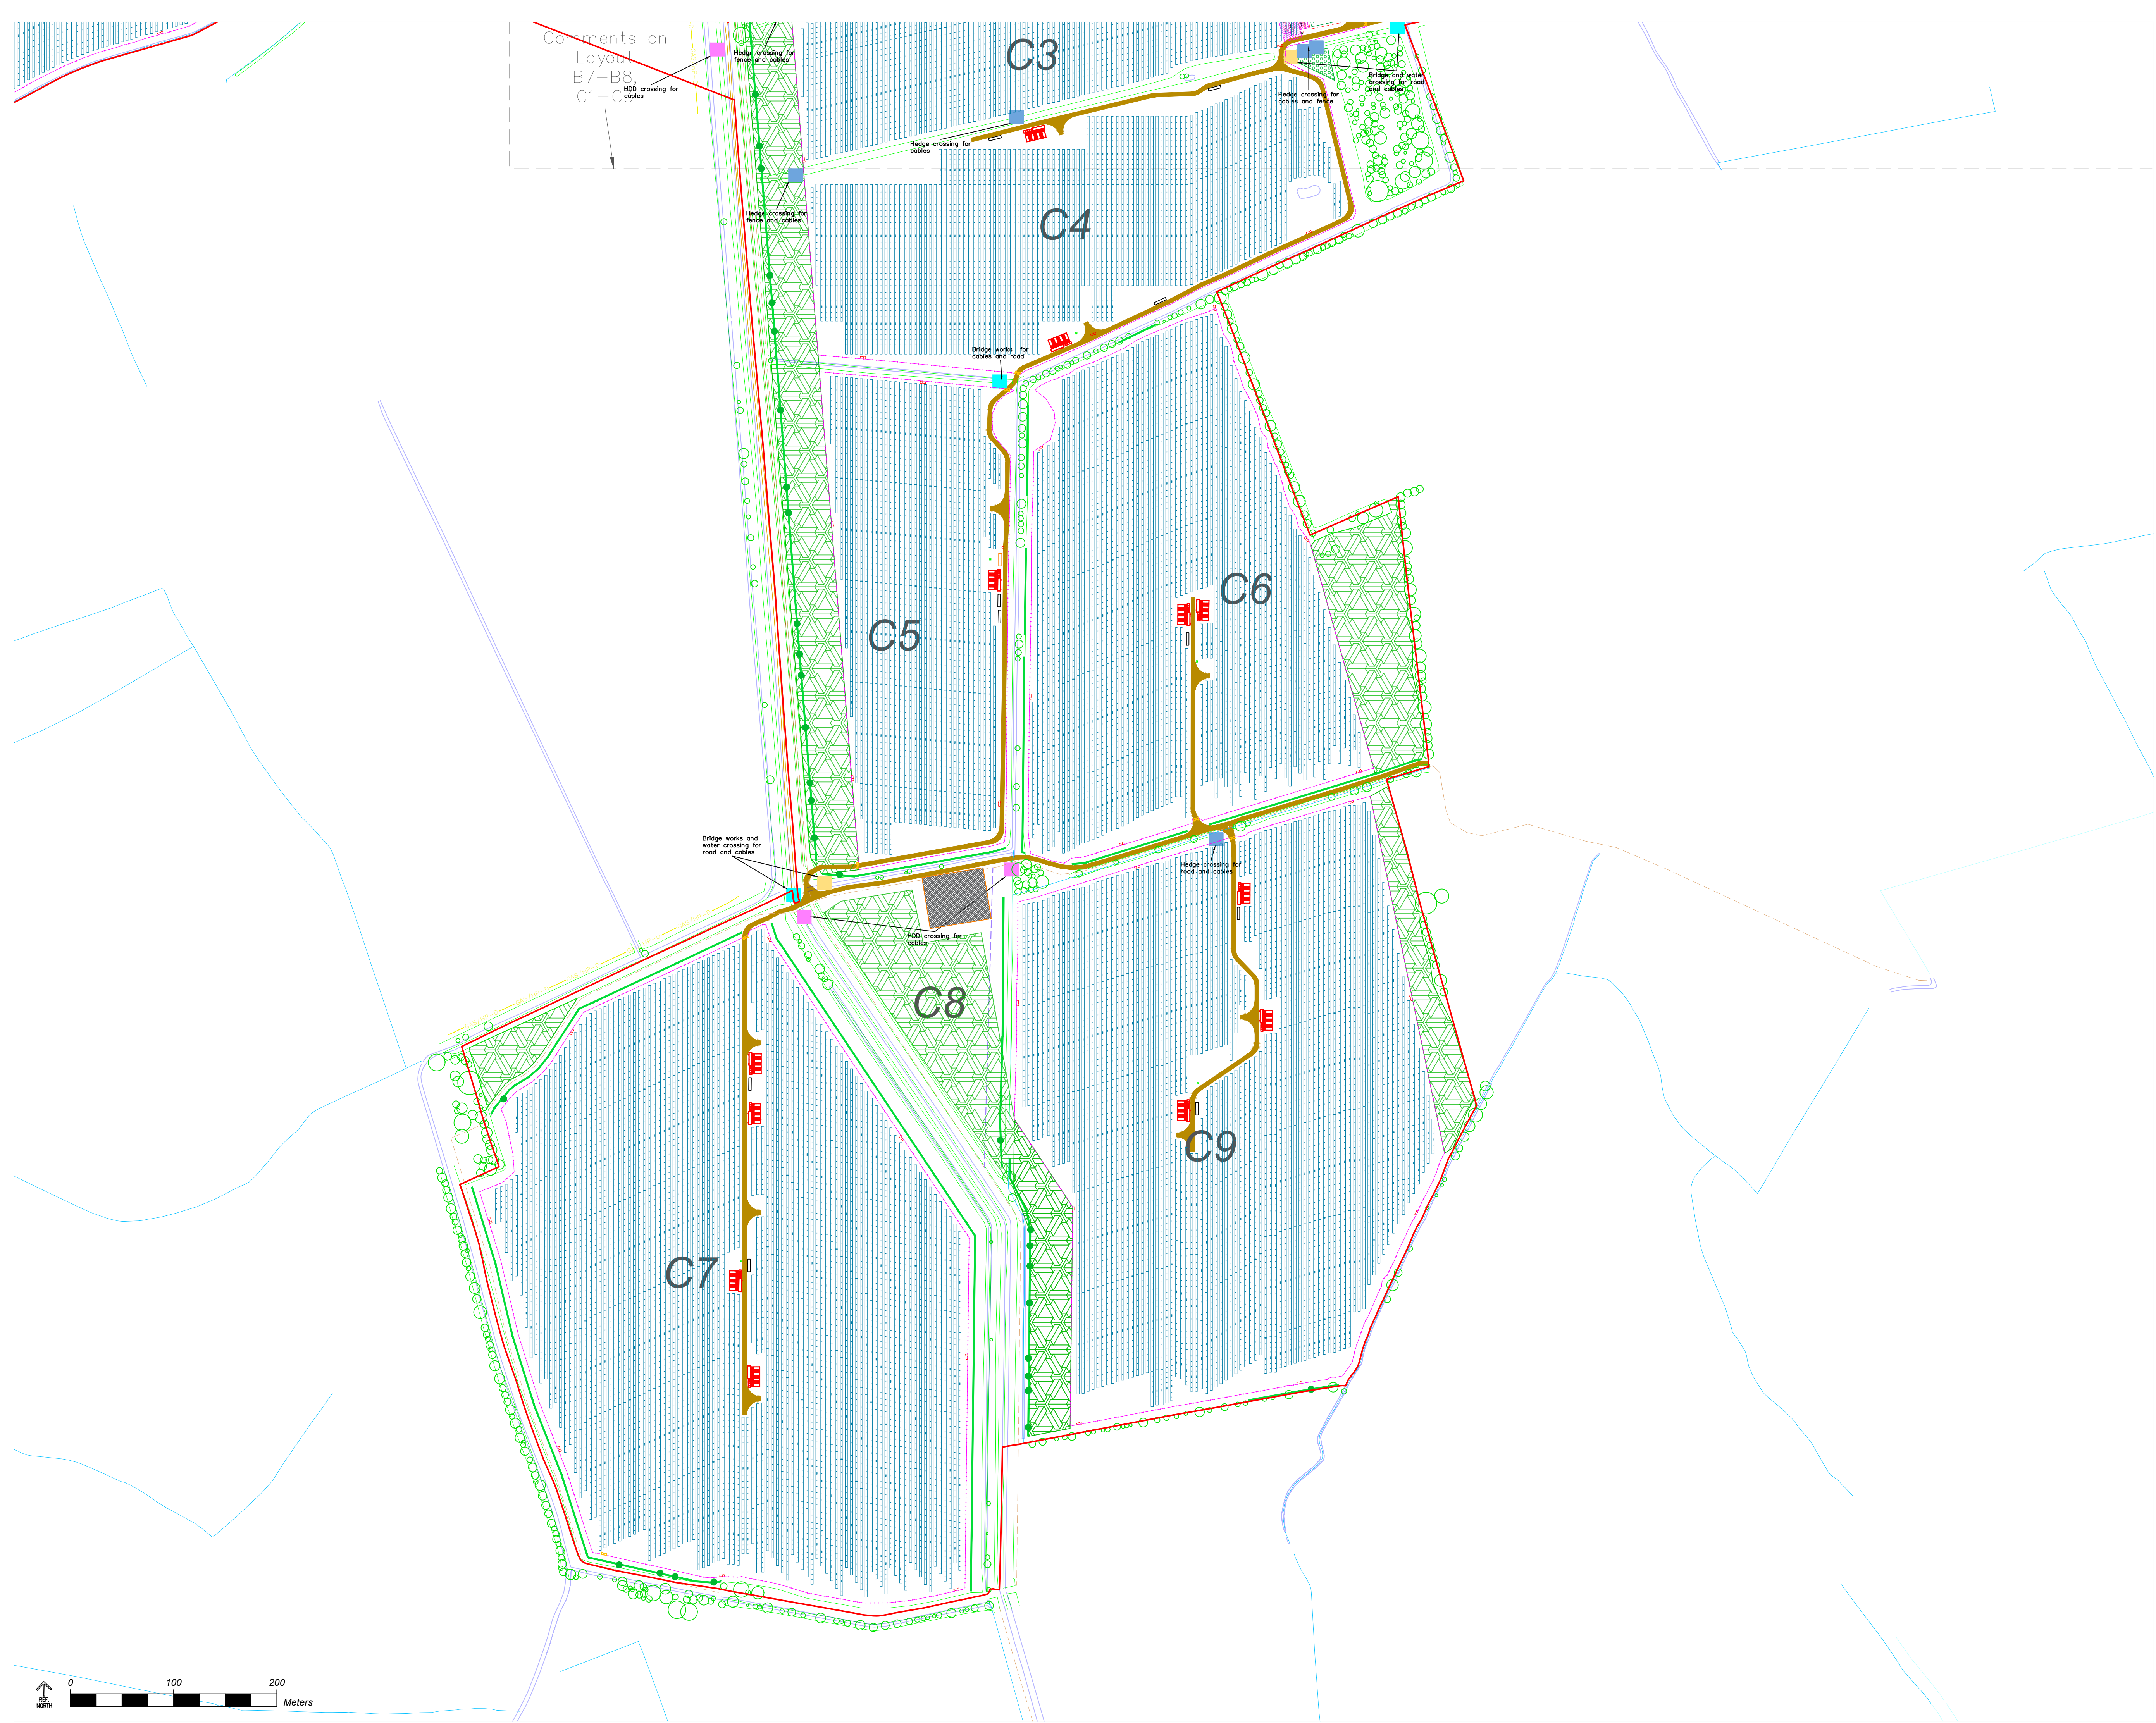 Comments on
Layout
B7-B8,
C1-C9
HDD crossing for
cables
Hedge crossing for
fence and cables
C3
Bridge and water
crossing for road
and cables
Hedge crossing for
cables and fence
Hedge crossing for
cables
Hedge crossing for
fence and cables
C4
Bridge works for
cables and road
C6
C5
Bridge works and
water crossing for
road and cables
Hedge crossing for
road and cables
HDD crossing for
cables
C8
C9
C7
REF.
NORTH
0 100 200
Meters